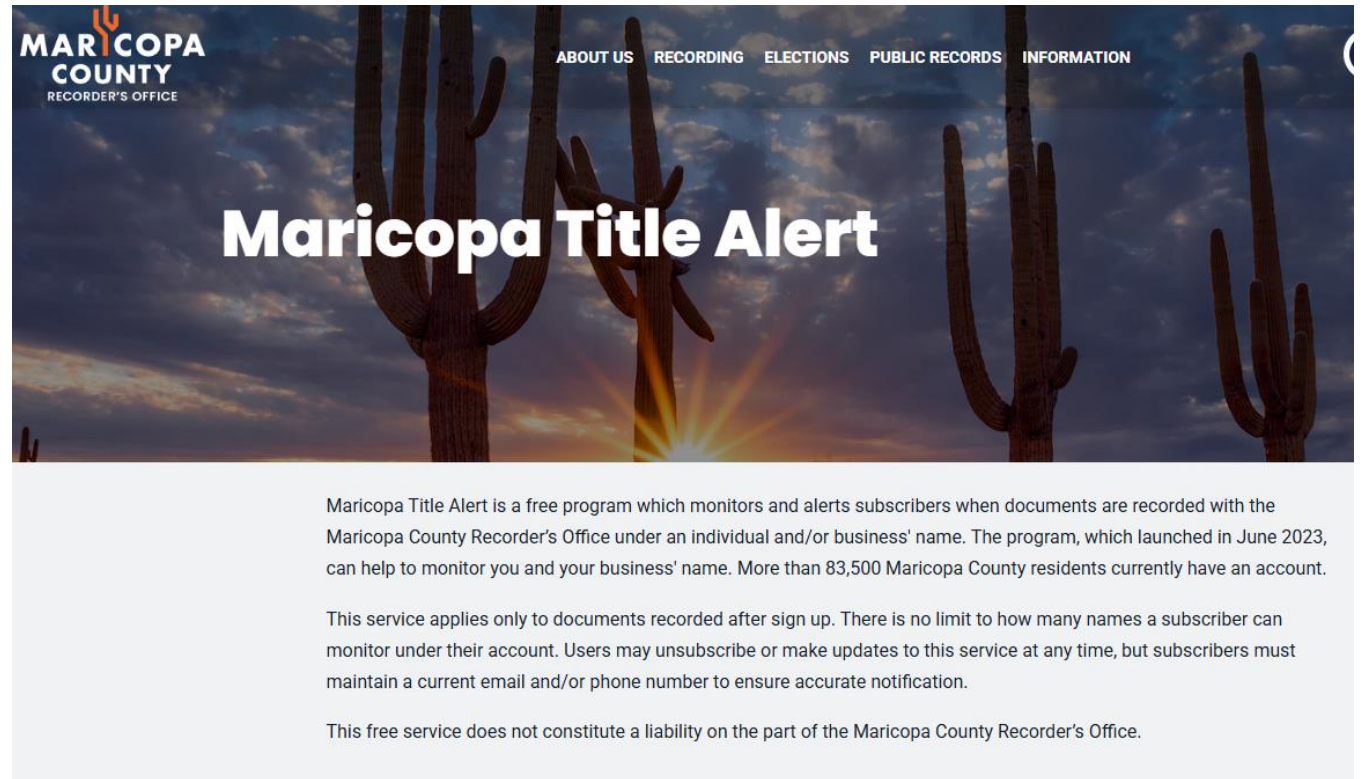 MARICOPA
COUNTY
RECORDER'S OFFICE
ABOUT US RECORDING ELECTIONS PUBLIC RECORDS INFORMATION
Maricopa Title Alert
Maricopa Title Alert is a free program which monitors and alerts subscribers when documents are recorded with the
Maricopa County Recorder’s Office under an individual and/or business' name. The program, which launched in June 2023,
can help to monitor you and your business' name. More than 83,500 Maricopa County residents currently have an account.
This service applies only to documents recorded after sign up. There is no limit to how many names a subscriber can
monitor under their account. Users may unsubscribe or make updates to this service at any time, but subscribers must
maintain a current email and/or phone number to ensure accurate notification.
This free service does not constitute a liability on the part of the Maricopa County Recorder’s Office.